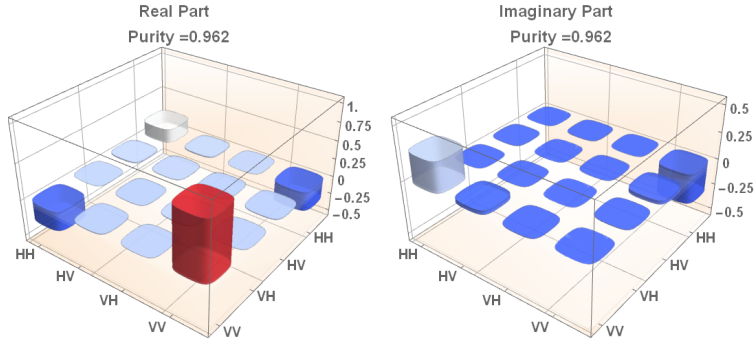 Real Part
Purity =0.962
1.
0.75
0.5
0.25
0
-0.25
-0.5
HH
HV
VH
VV
HH
HV
VH
VV
Imaginary Part
Purity =0.962
0.5
0.25
0
-0.25
-0.5
HH
HV
VH
VV
HH
HV
VH
VV